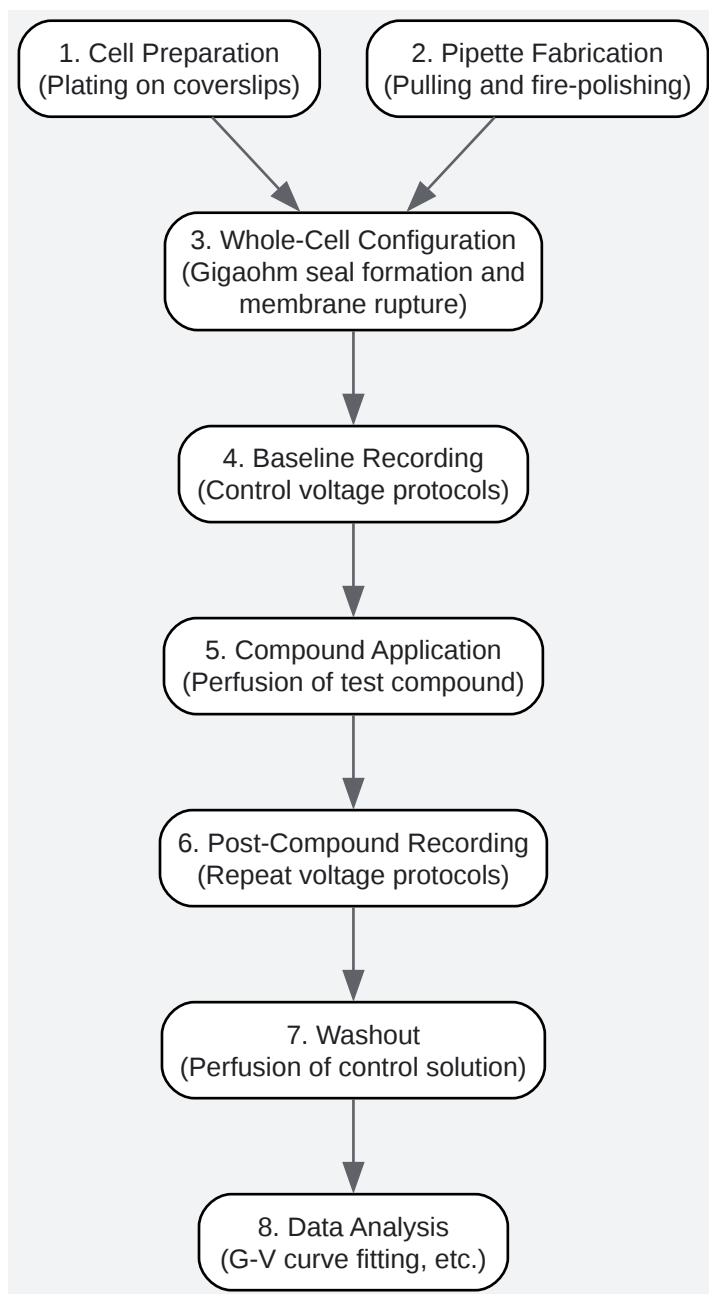 1. Cell Preparation
(Plating on coverslips)
2. Pipette Fabrication
(Pulling and fire-polishing)
3. Whole-Cell Configuration
(Gigaohm seal formation and
membrane rupture)
4. Baseline Recording
(Control voltage protocols)
5. Compound Application
(Perfusion of test compound)
6. Post-Compound Recording
(Repeat voltage protocols)
7. Washout
(Perfusion of control solution)
8. Data Analysis
(G-V curve fitting, etc.)